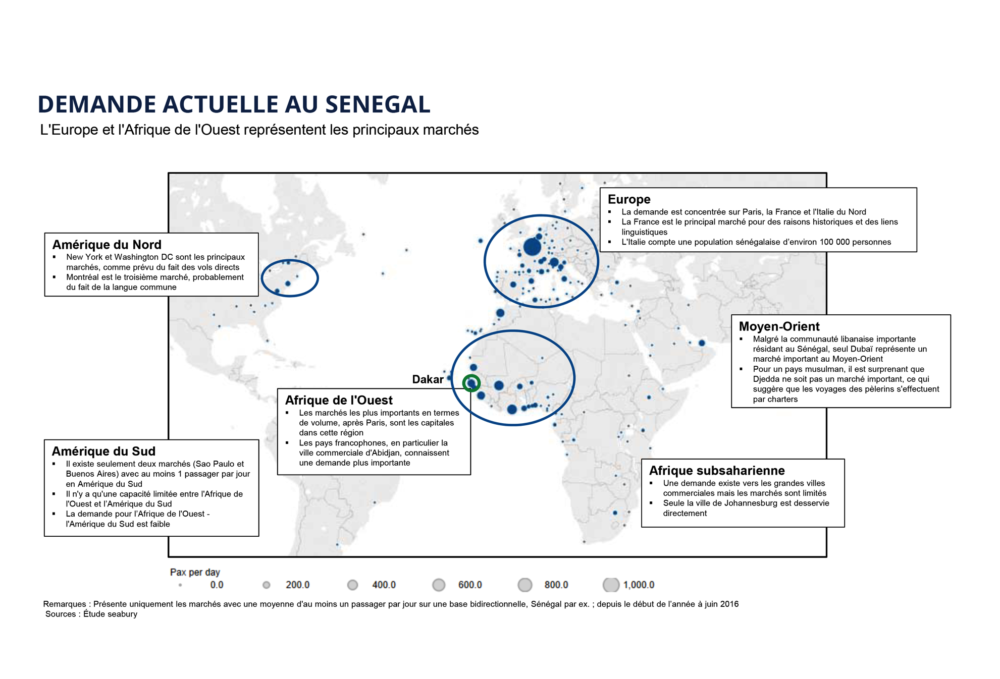 DEMANDE ACTUELLE AU SENEGAL
L'Europe et l'Afrique de l'Ouest représentent les principaux marchés
Europe
▪ La demande est concentrée sur Paris, la France et l'Italie du Nord
▪ La France est le principal marché pour des raisons historiques et des liens
linguistiques
▪ L'Italie compte une population sénégalaise d’environ 100 000 personnes
Amérique du Nord
▪ New York et Washington DC sont les principaux
marchés, comme prévu du fait des vols directs
▪ Montréal est le troisième marché, probablement
du fait de la langue commune
Moyen-Orient
▪ Malgré la communauté libanaise importante
résidant au Sénégal, seul Dubaï représente un
marché important au Moyen-Orient
▪ Pour un pays musulman, il est surprenant que
Djedda ne soit pas un marché important, ce qui
suggère que les voyages des pèlerins s'effectuent
par charters
Dakar
Afrique de l'Ouest
▪ Les marchés les plus importants en termes
de volume, après Paris, sont les capitales
dans cette région
▪ Les pays francophones, en particulier la
ville commerciale d'Abidjan, connaissent
une demande plus importante
Amérique du Sud
▪ Il existe seulement deux marchés (Sao Paulo et
Buenos Aires) avec au moins 1 passager par jour
en Amérique du Sud
▪ Il n'y a qu'une capacité limitée entre l'Afrique de
l'Ouest et l’Amérique du Sud
▪ La demande pour l’Afrique de l'Ouest -
l'Amérique du Sud est faible
Afrique subsaharienne
▪ Une demande existe vers les grandes villes
commerciales mais les marchés sont limités
▪ Seule la ville de Johannesburg est desservie
directement
Pax per day
0.0 200.0 400.0 600.0 800.0 1,000.0
Remarques : Présente uniquement les marchés avec une moyenne d'au moins un passager par jour sur une base bidirectionnelle, Sénégal par ex. ; depuis le début de l’année à juin 2016
Sources : Étude seabury